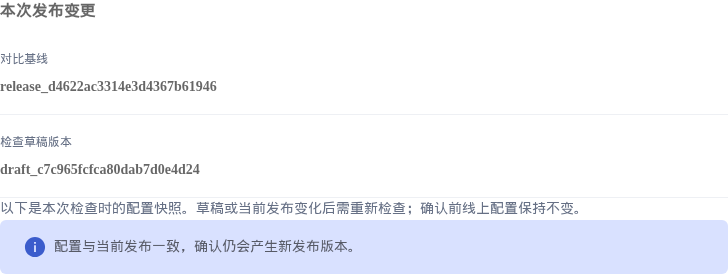 本次发布变更
对比基线
release_d4622ac3314e3d4367b61946
检查草稿版本
draft_c7c965fcfca80dab7d0e4d24
以下是本次检查时的配置快照。草稿或当前发布变化后需重新检查；确认前线上配置保持不变。
配置与当前发布一致，确认仍会产生新发布版本。